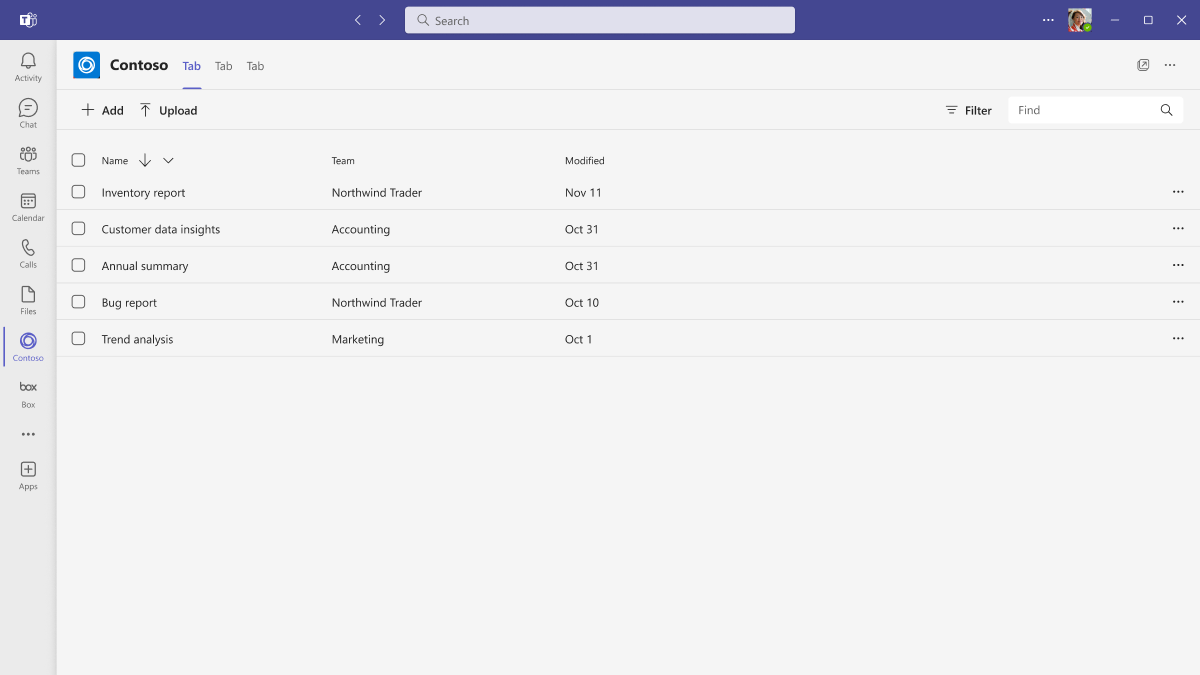 Search
Activity
Chat
Teams
Calendar
Calls
Files
Contoso
box
Box
Apps
Contoso Tab Tab Tab
Add Upload Filter Find
Name Team Modified
Inventory report Northwind Trader Nov 11
Customer data insights Accounting Oct 31
Annual summary Accounting Oct 31
Bug report Northwind Trader Oct 10
Trend analysis Marketing Oct 1